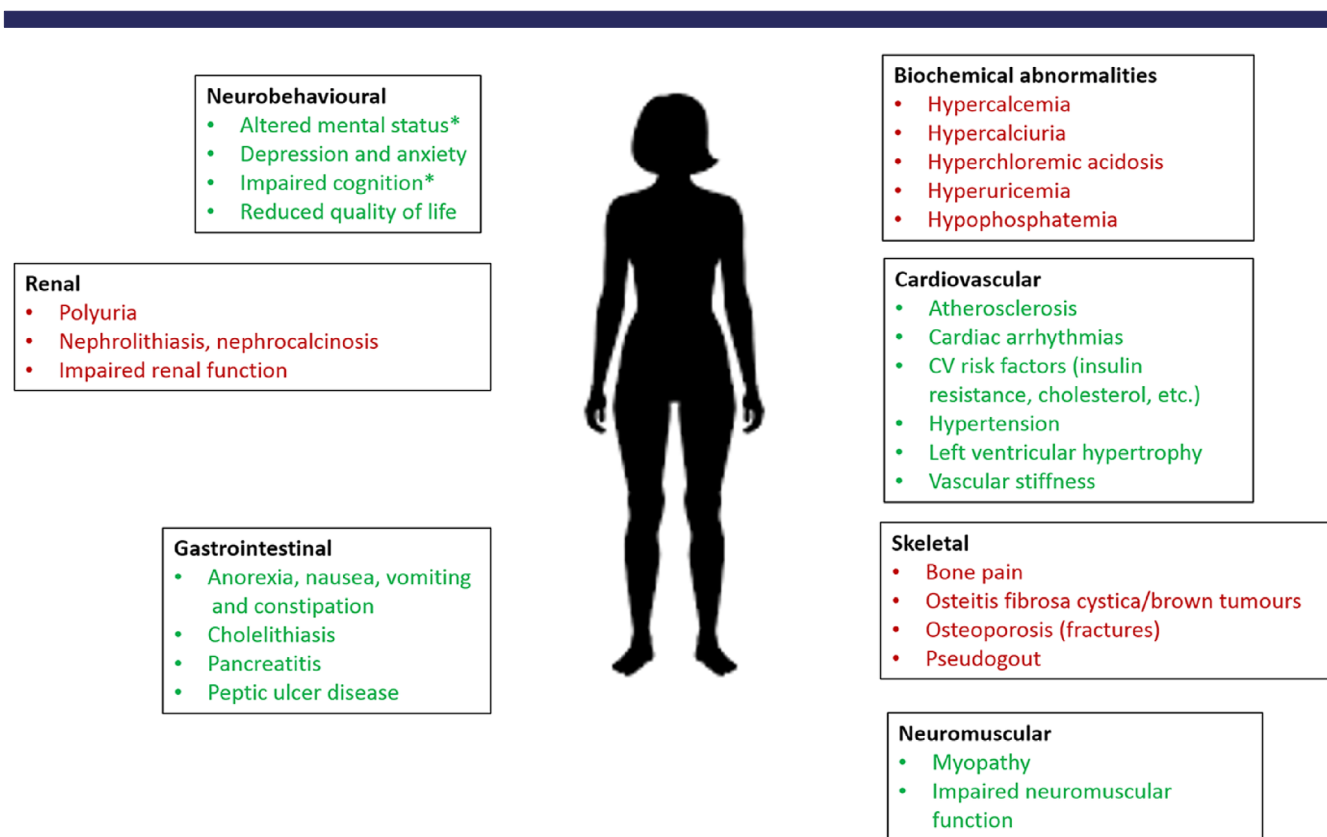 Neurobehavioural
• Altered mental status*
• Depression and anxiety
• Impaired cognition*
• Reduced quality of life
Renal
• Polyuria
• Nephrolithiasis, nephrocalcinosis
• Impaired renal function
Gastrointestinal
• Anorexia, nausea, vomiting
and constipation
• Cholelithiasis
• Pancreatitis
• Peptic ulcer disease
Biochemical abnormalities
• Hypercalcemia
• Hypercalciuria
• Hyperchloremic acidosis
• Hyperuricemia
• Hypophosphatemia
Cardiovascular
• Atherosclerosis
• Cardiac arrhythmias
• CV risk factors (insulin
resistance, cholesterol, etc.)
• Hypertension
• Left ventricular hypertrophy
• Vascular stiffness
Skeletal
• Bone pain
• Osteitis fibrosa cystica/brown tumours
• Osteoporosis (fractures)
• Pseudogout
Neuromuscular
• Myopathy
• Impaired neuromuscular
function